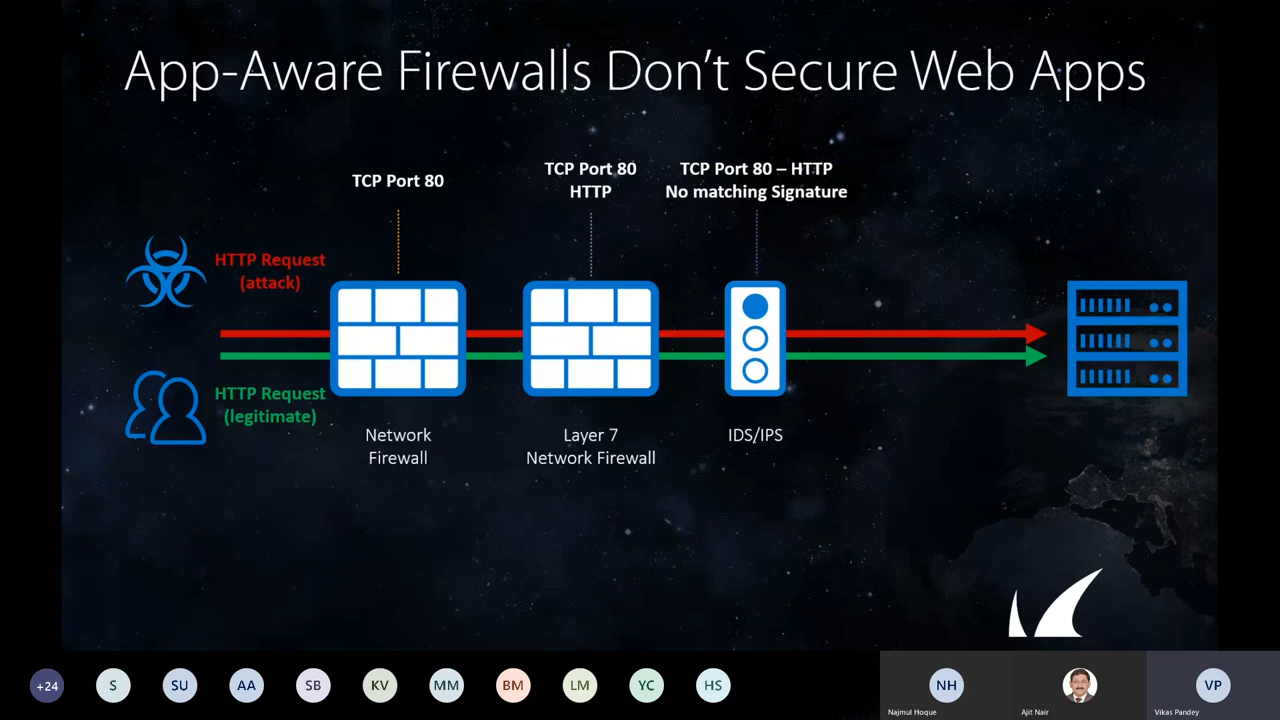 App-Aware Firewalls Don't Secure Web Apps
TCP Port 80
TCP Port 80
HTTP
TCP Port 80 – HTTP
No matching Signature
HTTP Request
(attack)
HTTP Request
(legitimate)
Network
Firewall
Layer 7
Network Firewall
IDS/IPS
+24
S
SU
AA
SB
KV
MM
BM
LM
YC
HS
NH
Najmul Hoque
Ajit Nair
VP
Vikas Pandey